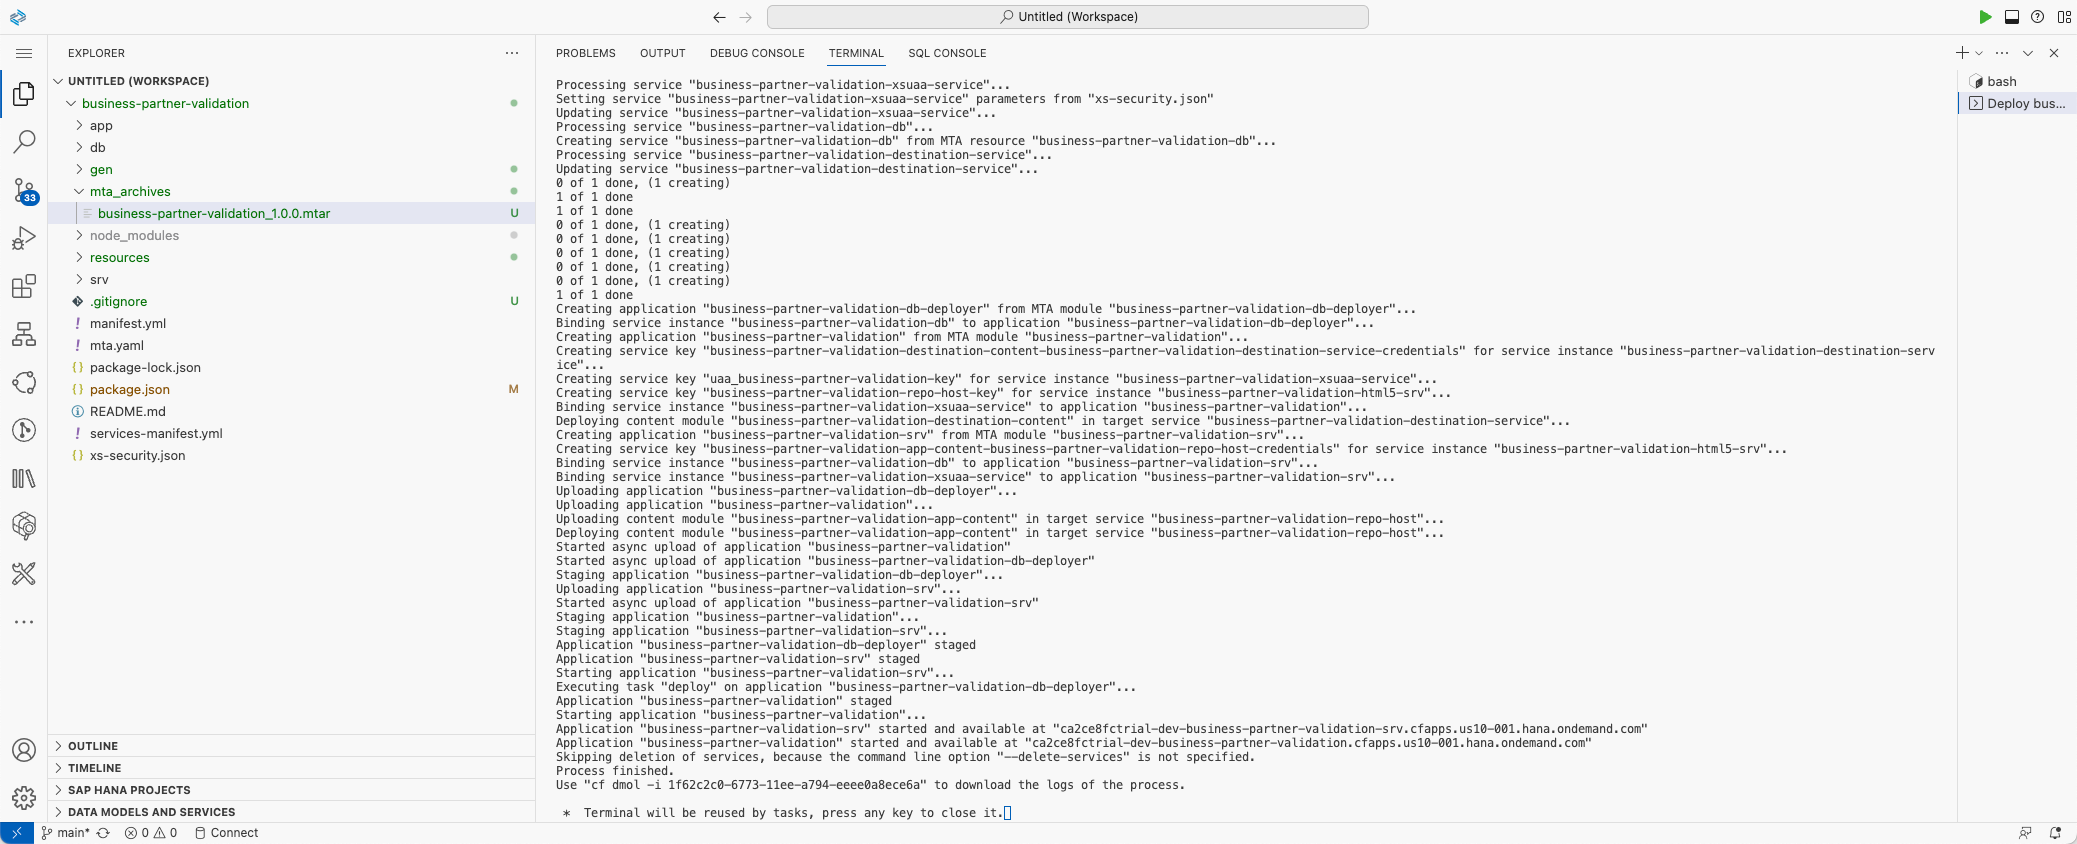 Untitled (Workspace)
EXPLORER
UNTITLED (WORKSPACE)
business-partner-validation
app
db
gen
mta_archives
business-partner-validation_1.0.0.mtar U
node_modules
resources
srv
.gitignore U
! manifest.yml
! mta.yaml
{} package-lock.json
{} package.json M
README.md
! services-manifest.yml
{} xs-security.json
33
OUTLINE
TIMELINE
SAP HANA PROJECTS
DATA MODELS AND SERVICES
PROBLEMS OUTPUT DEBUG CONSOLE TERMINAL SQL CONSOLE
Processing service "business-partner-validation-xsuaa-service"...
Setting service "business-partner-validation-xsuaa-service" parameters from "xs-security.json"
Updating service "business-partner-validation-xsuaa-service"...
Processing service "business-partner-validation-db"...
Creating service "business-partner-validation-db" from MTA resource "business-partner-validation-db"...
Processing service "business-partner-validation-destination-service"...
Updating service "business-partner-validation-destination-service"...
0 of 1 done, (1 creating)
1 of 1 done
1 of 1 done
0 of 1 done, (1 creating)
0 of 1 done, (1 creating)
0 of 1 done, (1 creating)
0 of 1 done, (1 creating)
0 of 1 done, (1 creating)
1 of 1 done
Creating application "business-partner-validation-db-deployer" from MTA module "business-partner-validation-db-deployer"...
Binding service instance "business-partner-validation-db" to application "business-partner-validation-db-deployer"...
Creating application "business-partner-validation" from MTA module "business-partner-validation"...
Creating service key "business-partner-validation-destination-content-business-partner-validation-destination-service-credentials" for service instance "business-partner-validation-destination-serv
ice"...
Creating service key "uaa_business-partner-validation-key" for service instance "business-partner-validation-xsuaa-service"...
Creating service key "business-partner-validation-repo-host-key" for service instance "business-partner-validation-html5-srv"...
Binding service instance "business-partner-validation-xsuaa-service" to application "business-partner-validation"...
Deploying content module "business-partner-validation-destination-content" in target service "business-partner-validation-destination-service"...
Creating application "business-partner-validation-srv" from MTA module "business-partner-validation-srv"...
Creating service key "business-partner-validation-app-content-business-partner-validation-repo-host-credentials" for service instance "business-partner-validation-html5-srv"...
Binding service instance "business-partner-validation-db" to application "business-partner-validation-srv"...
Binding service instance "business-partner-validation-xsuaa-service" to application "business-partner-validation-srv"...
Uploading application "business-partner-validation-db-deployer"...
Uploading application "business-partner-validation"...
Uploading content module "business-partner-validation-app-content" in target service "business-partner-validation-repo-host"...
Deploying content module "business-partner-validation-app-content" in target service "business-partner-validation-repo-host"...
Started async upload of application "business-partner-validation"
Started async upload of application "business-partner-validation-db-deployer"
Staging application "business-partner-validation-db-deployer"...
Uploading application "business-partner-validation-srv"...
Started async upload of application "business-partner-validation-srv"
Staging application "business-partner-validation"...
Staging application "business-partner-validation-srv"...
Application "business-partner-validation-db-deployer" staged
Application "business-partner-validation-srv" staged
Starting application "business-partner-validation-srv"...
Executing task "deploy" on application "business-partner-validation-db-deployer"...
Application "business-partner-validation" staged
Starting application "business-partner-validation"...
Application "business-partner-validation-srv" started and available at "ca2ce8fctrial-dev-business-partner-validation-srv.cfapps.us10-001.hana.ondemand.com"
Application "business-partner-validation" started and available at "ca2ce8fctrial-dev-business-partner-validation.cfapps.us10-001.hana.ondemand.com"
Skipping deletion of services, because the command line option "--delete-services" is not specified.
Process finished.
Use "cf dmol -i 1f62c2c0-6773-11ee-a794-eeee0a8ece6a" to download the logs of the process.
* Terminal will be reused by tasks, press any key to close it.
bash
Deploy bus...
main* 0 0 Connect